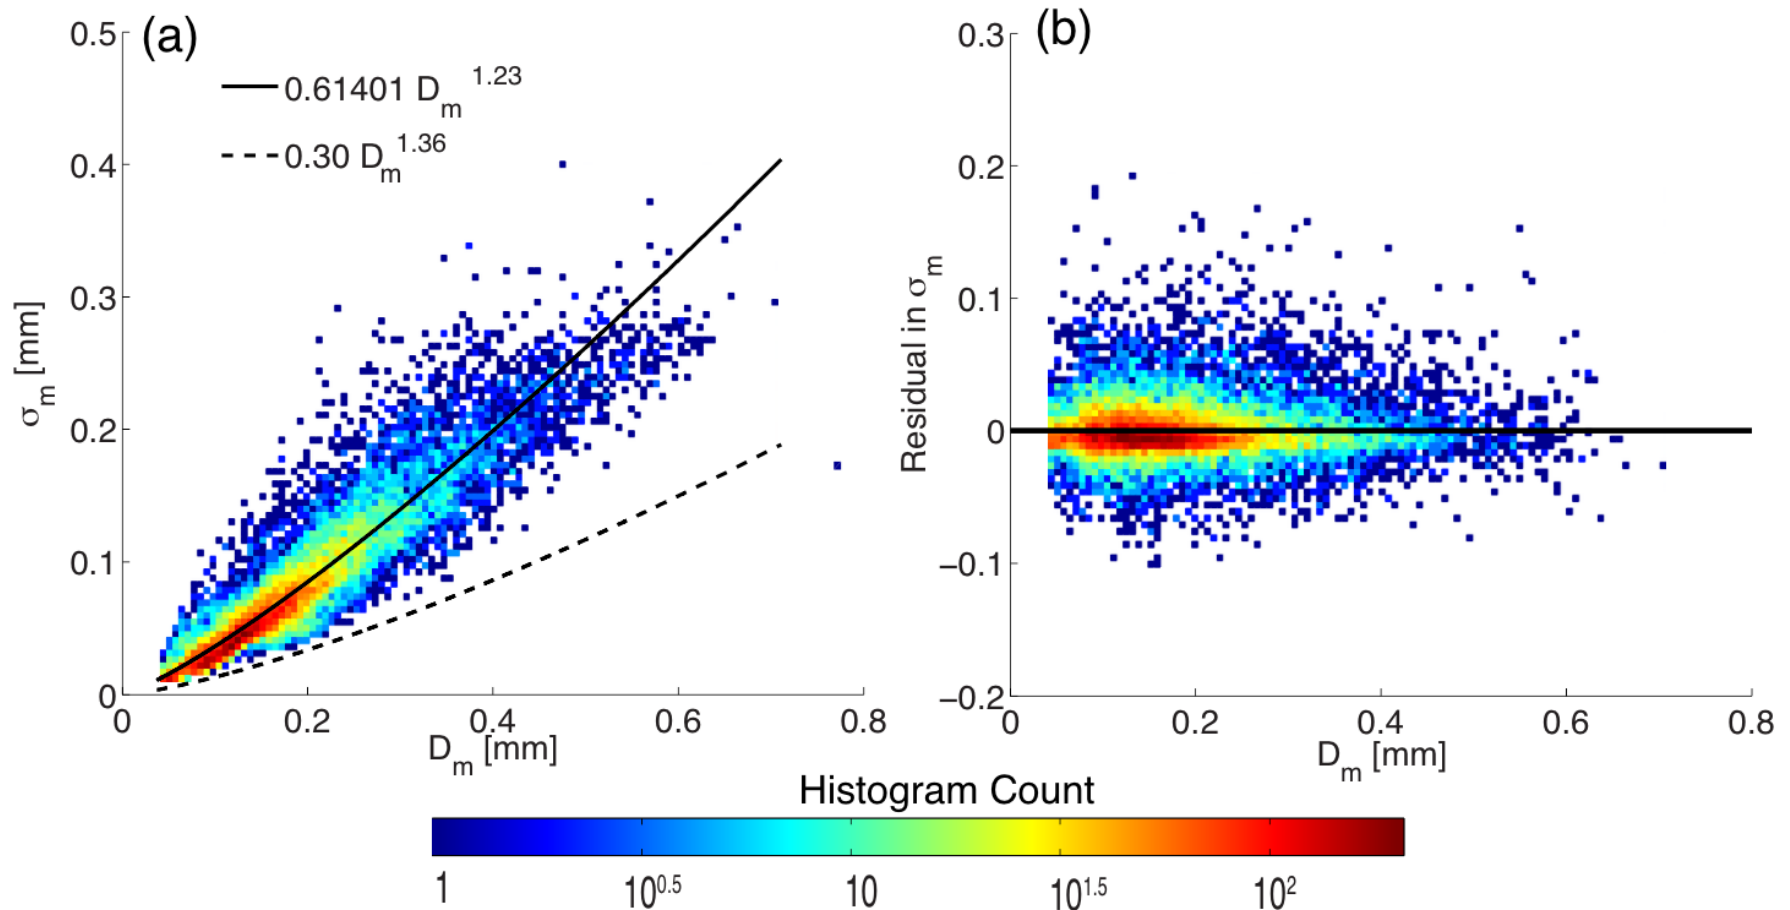 (a)
(b)
0.61401 D_m^1.23
0.30 D_m^1.36
0.5
0.4
0.3
0.2
0.1
0
σ_m [mm]
0 0.2 0.4 0.6 0.8
D_m [mm]
0.3
0.2
0.1
0
−0.1
−0.2
Residual in σ_m
0 0.2 0.4 0.6 0.8
D_m [mm]
Histogram Count
1 10^0.5 10 10^1.5 10^2